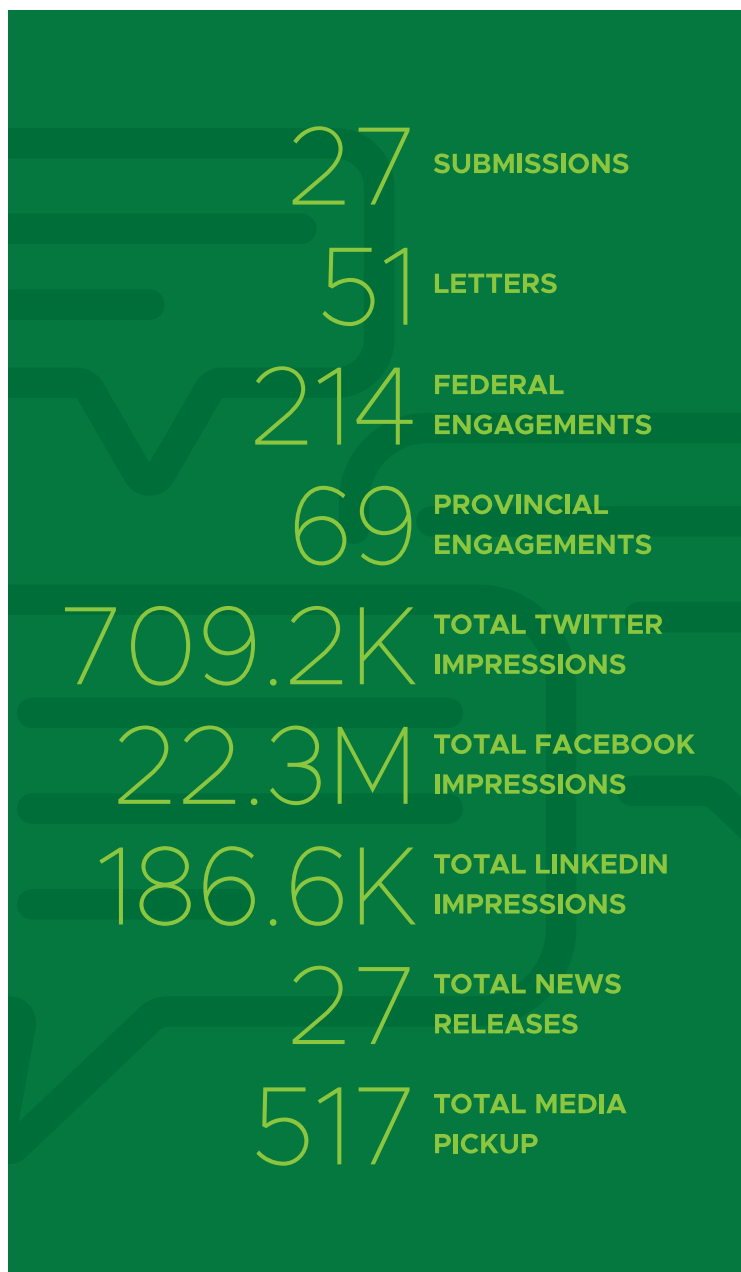 27 SUBMISSIONS
51 LETTERS
214 FEDERAL
ENGAGEMENTS
69 PROVINCIAL
ENGAGEMENTS
709.2K TOTAL TWITTER
IMPRESSIONS
22.3M TOTAL FACEBOOK
IMPRESSIONS
186.6K TOTAL LINKEDIN
IMPRESSIONS
27 TOTAL NEWS
RELEASES
517 TOTAL MEDIA
PICKUP